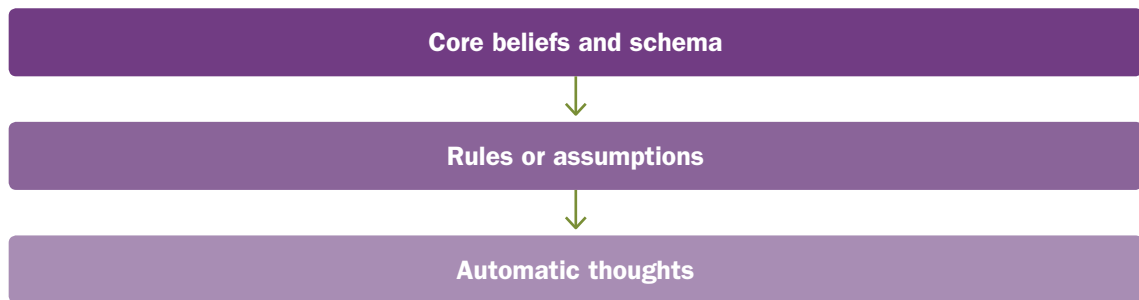 Core beliefs and schema
Rules or assumptions
Automatic thoughts